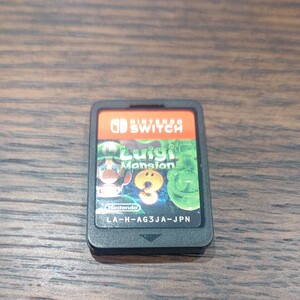 NINTENDO
SWITCH
Luigi
Mansion
3
Nintendo
LA-H-AG3JA-JPN